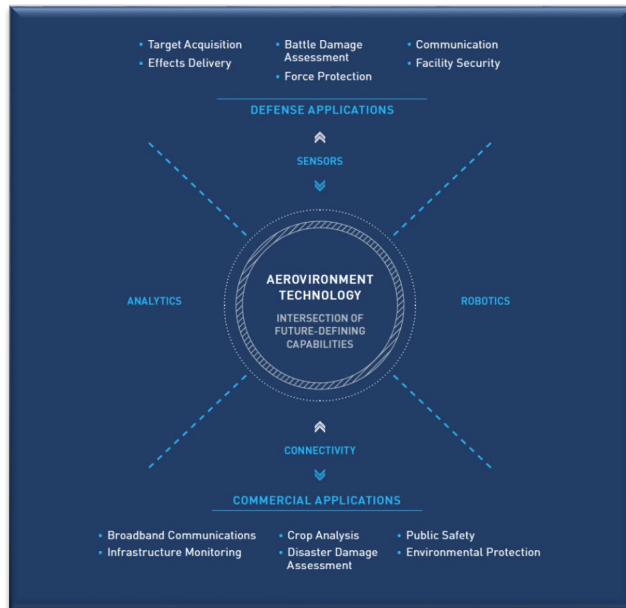 • Target Acquisition
• Effects Delivery
• Battle Damage
Assessment
• Force Protection
• Communication
• Facility Security
DEFENSE APPLICATIONS
SENSORS
ANALYTICS
AEROVIRONMENT
TECHNOLOGY
INTERSECTION OF
FUTURE-DEFINING
CAPABILITIES
ROBOTICS
CONNECTIVITY
COMMERCIAL APPLICATIONS
• Broadband Communications
• Infrastructure Monitoring
• Crop Analysis
• Disaster Damage
Assessment
• Public Safety
• Environmental Protection